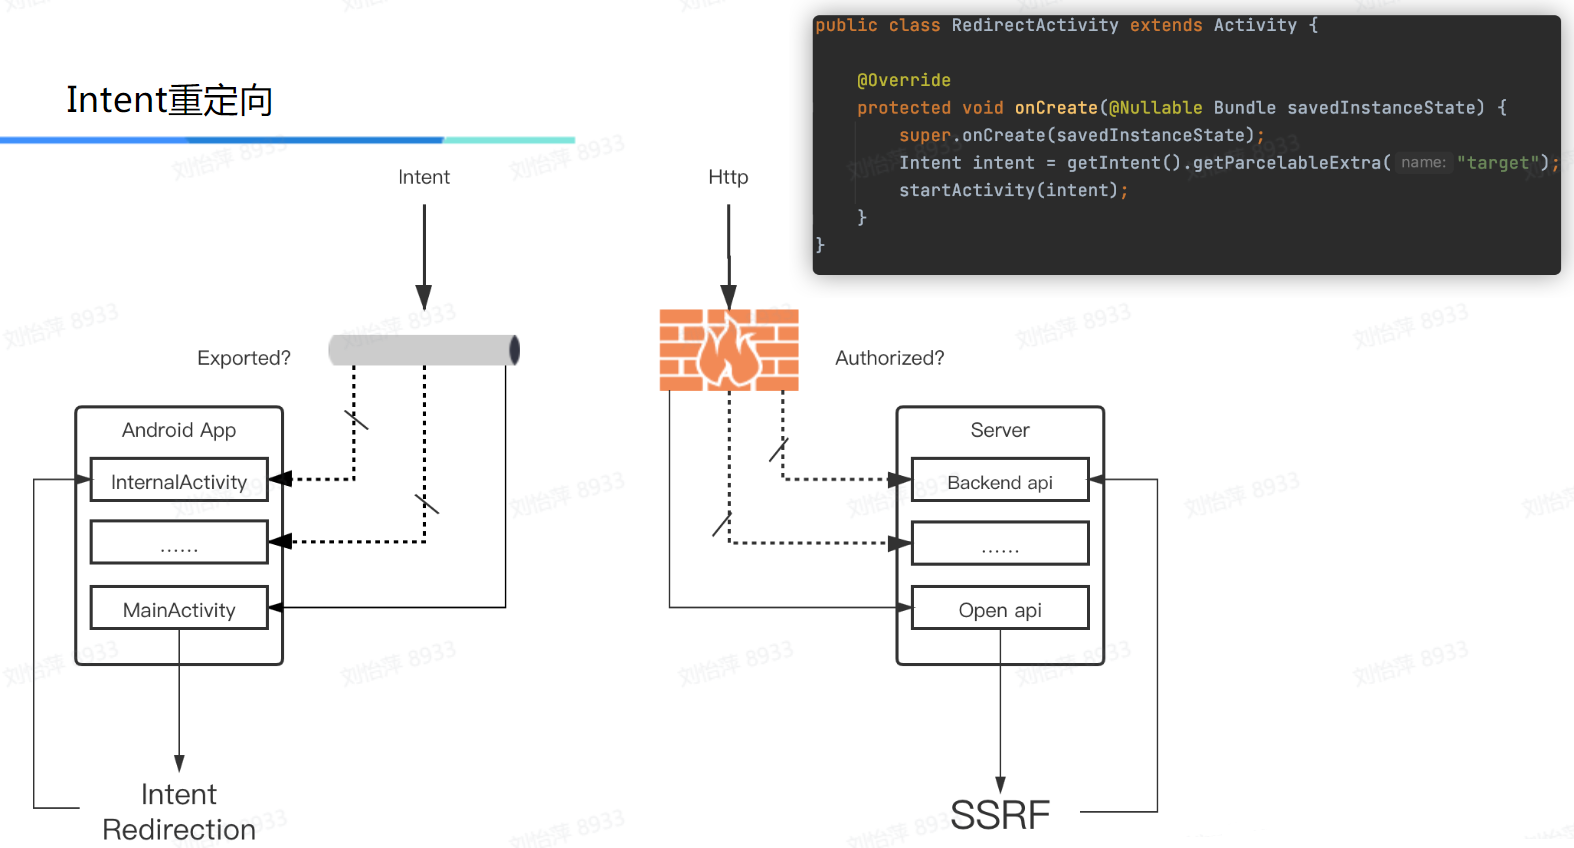 Intent重定向
public class RedirectActivity extends Activity {
@Override
protected void onCreate(@Nullable Bundle savedInstanceState) {
super.onCreate(savedInstanceState);
Intent intent = getIntent().getParcelableExtra( name: "target");
startActivity(intent);
}
}
Intent
Http
Exported?
Authorized?
Android App
InternalActivity
......
MainActivity
Intent
Redirection
Server
Backend api
......
Open api
SSRF
刘怡萍 8933